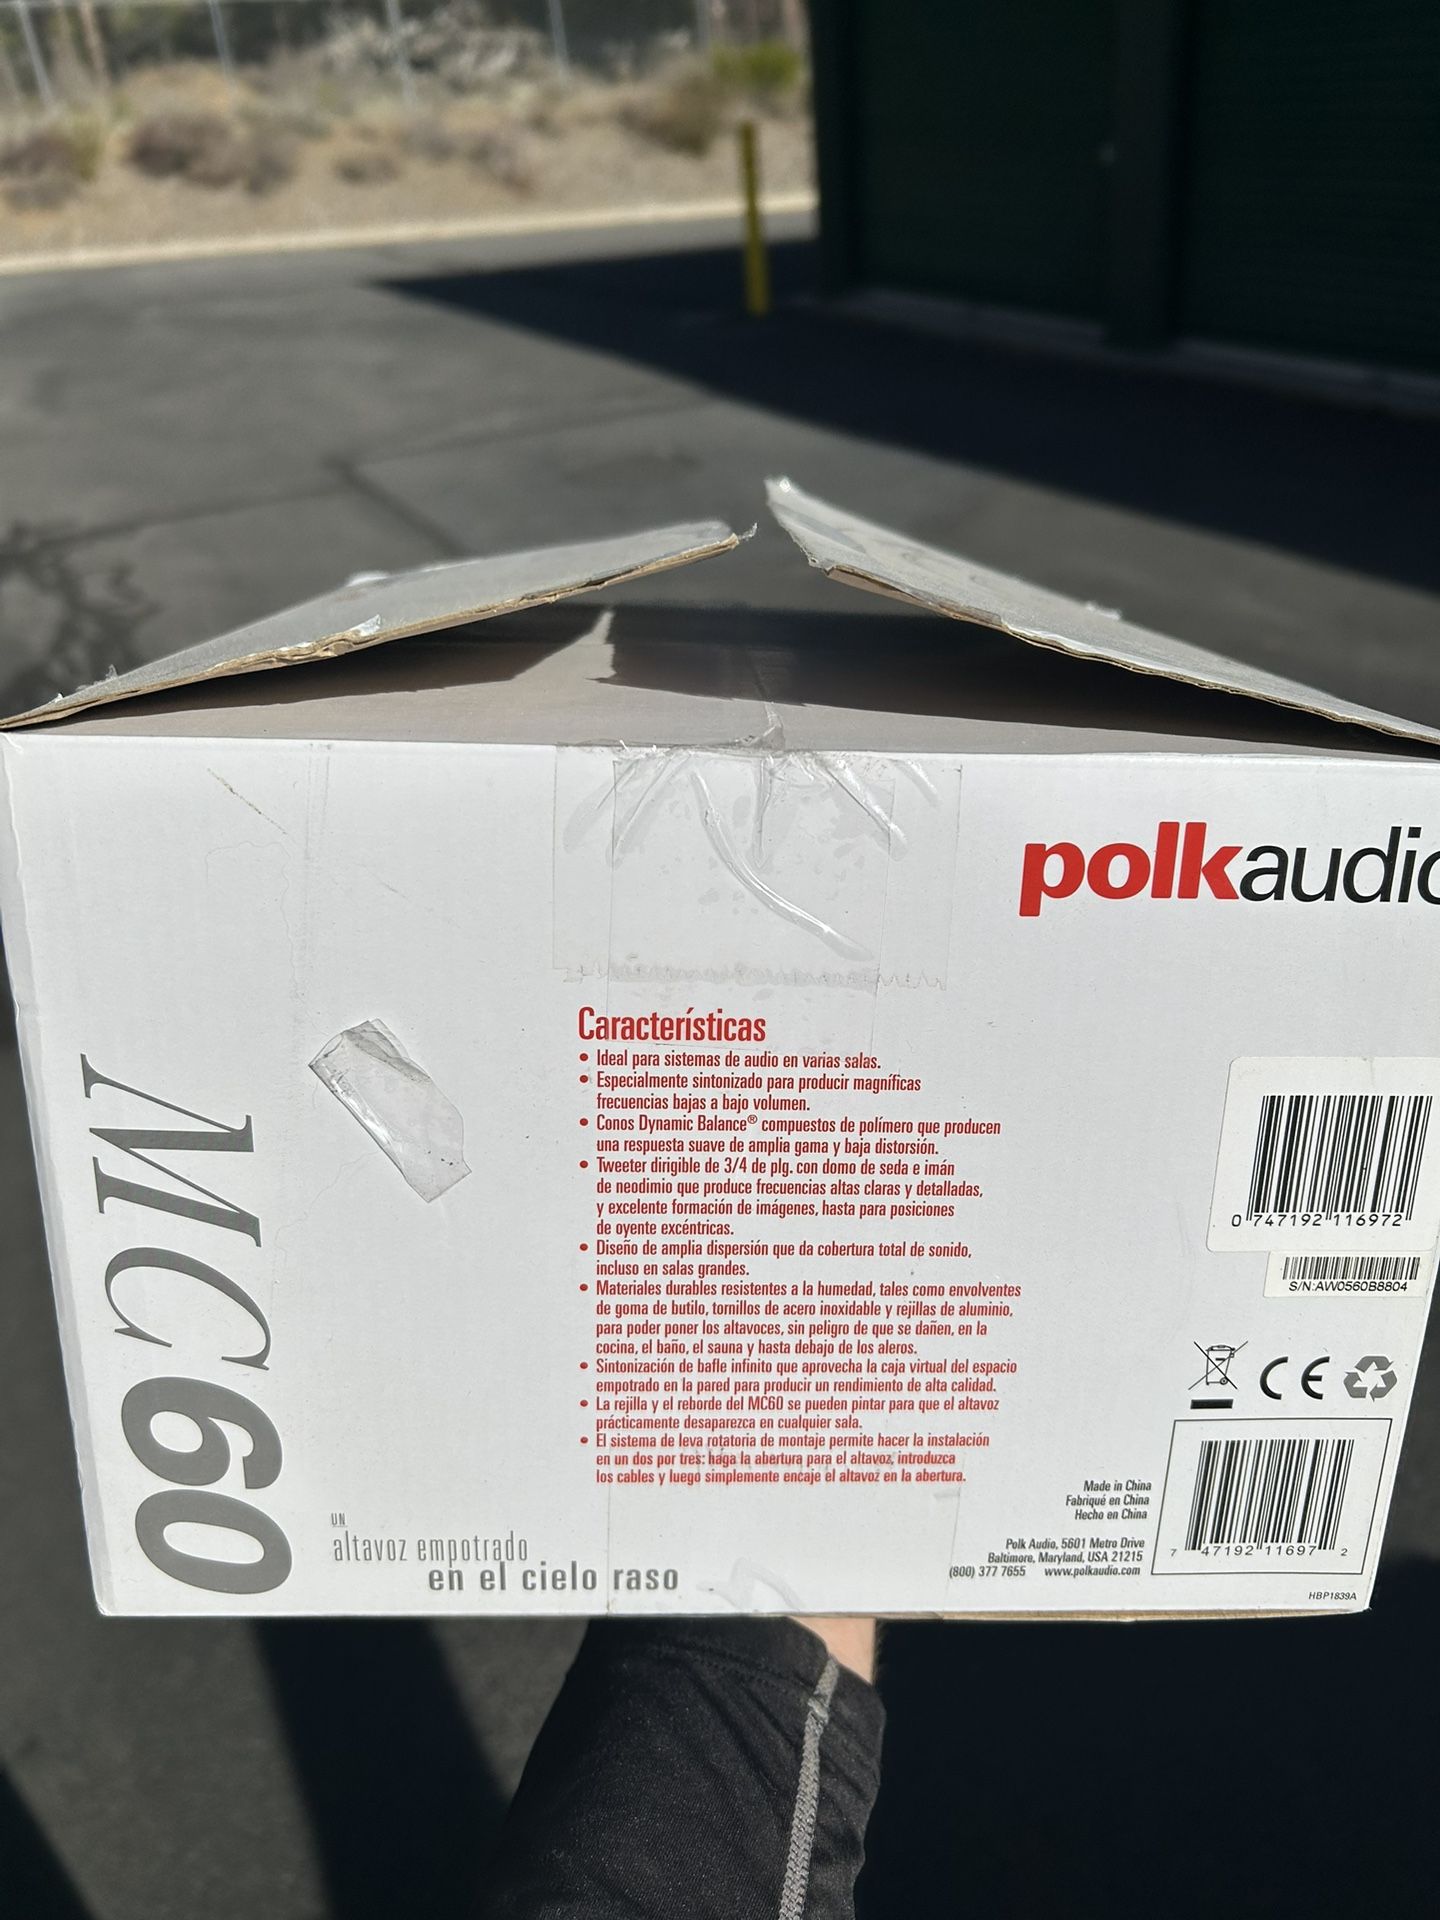 polkaudio
Características
• Ideal para sistemas de audio en varias salas.
• Especialmente sintonizado para producir magníficas
frecuencias bajas a bajo volumen.
• Conos Dynamic Balance® compuestos de polímero que producen
una respuesta suave de amplia gama y baja distorsión.
• Tweeter dirigible de 3/4 de plg. con domo de seda e imán
de neodimio que produce frecuencias altas claras y detalladas,
y excelente formación de imágenes, hasta para posiciones
de oyente excéntricas.
• Diseño de amplia dispersión que da cobertura total de sonido,
incluso en salas grandes.
• Materiales durables resistentes a la humedad, tales como envolventes
de goma de butilo, tornillos de acero inoxidable y rejillas de aluminio,
para poder poner los altavoces, sin peligro de que se dañen, en la
cocina, el baño, el sauna y hasta debajo de los aleros.
• Sintonización de bafle infinito que aprovecha la caja virtual del espacio
empotrado en la pared para producir un rendimiento de alta calidad.
• La rejilla y el reborde del MC60 se pueden pintar para que el altavoz
prácticamente desaparezca en cualquier sala.
• El sistema de leva rotatoria de montaje permite hacer la instalación
en un dos por tres: haga la abertura para el altavoz, introduzca
los cables y luego simplemente encaje el altavoz en la abertura.
MC60
UN
altavoz empotrado
en el cielo raso
0 747192 116972
S/N:AW0560B8804
CE
Made in China
Fabriqué en China
Hecho en China
Polk Audio, 5601 Metro Drive
Baltimore, Maryland, USA 21215
(800) 377 7655 www.polkaudio.com
7 47192 11697 2
HBP1839A